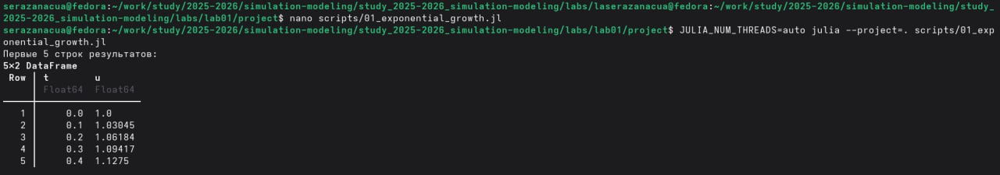 serazanacua@fedora:~/work/study/2025-2026/simulation-modeling/study_2025-2026_simulation-modeling/labs/laserazanacua@fedora:~/work/study/2025-2026/simulation-modeling/study_
2025-2026_simulation-modeling/labs/lab01/project$ nano scripts/01_exponential_growth.jl
serazanacua@fedora:~/work/study/2025-2026/simulation-modeling/study_2025-2026_simulation-modeling/labs/lab01/project$ JULIA_NUM_THREADS=auto julia --project=. scripts/01_exp
onential_growth.jl
Первые 5 строк результатов:
5×2 DataFrame
Row │ t u
│ Float64 Float64
1 │ 0.0 1.0
2 │ 0.1 1.03045
3 │ 0.2 1.06184
4 │ 0.3 1.09417
5 │ 0.4 1.1275